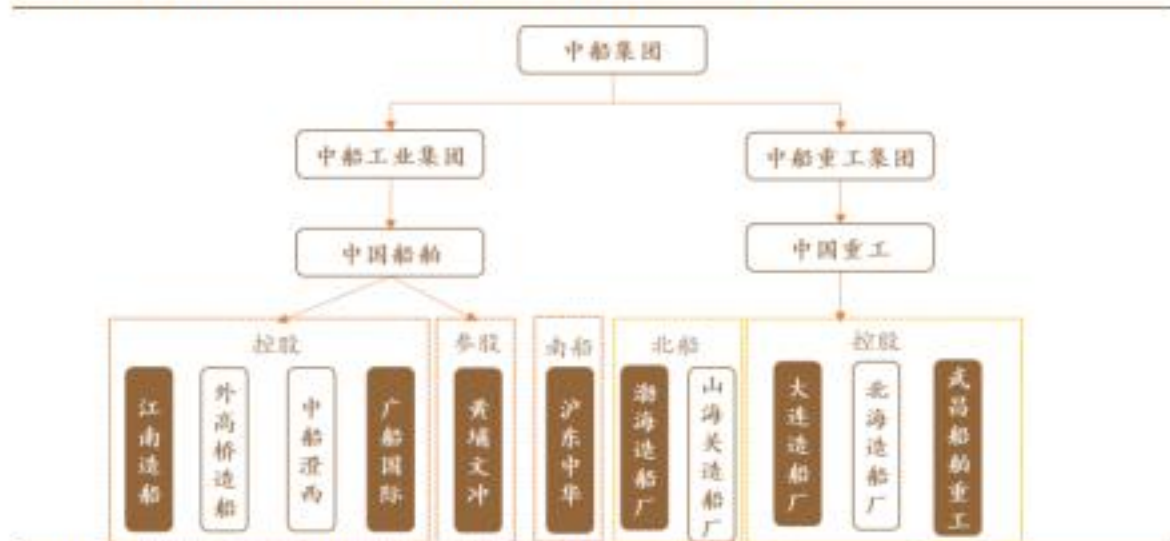 中船集团
中船工业集团
中船重工集团
中国船舶
中国重工
控股
参股
南船
北船
控股
江南造船
外高桥造船
中船澄西
广船国际
黄埔文冲
沪东中华
渤海造船厂
山海关造船厂
大连造船厂
北海造船厂
武昌船舶重工